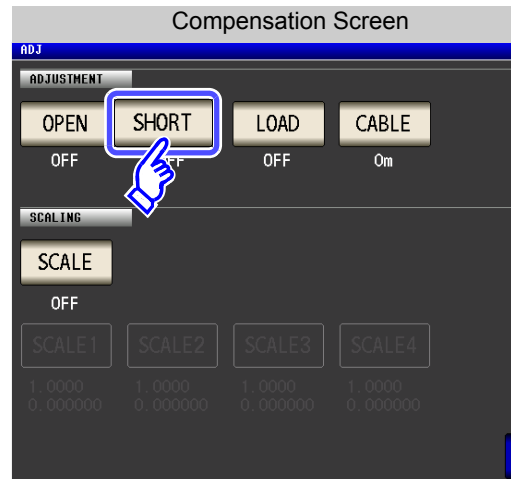 Compensation Screen
ADJ
ADJUSTMENT
OPEN SHORT LOAD CABLE
OFF OFF OFF 0m
SCALING
SCALE
OFF
SCALE1 SCALE2 SCALE3 SCALE4
1.0000 1.0000 1.0000 1.0000
0.000000 0.000000 0.000000 0.000000